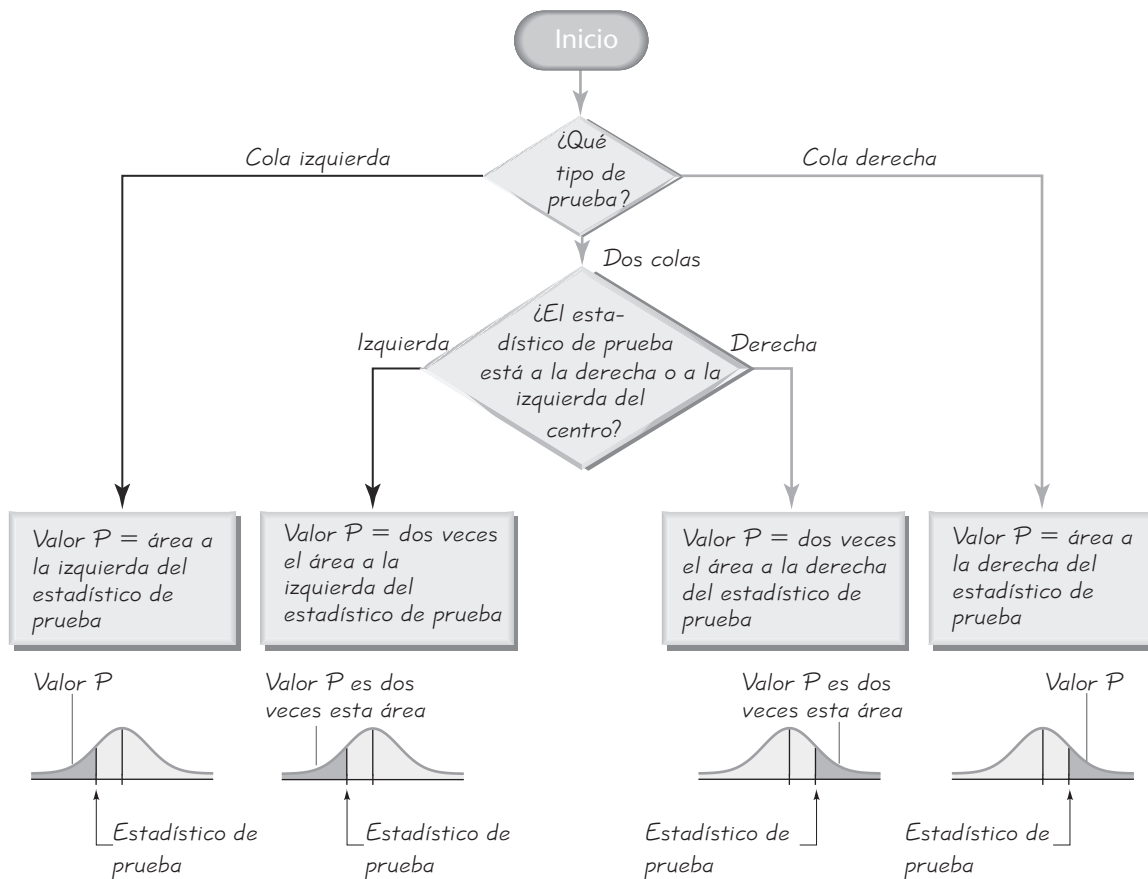 Inicio
¿Qué
tipo de
prueba?
Cola izquierda
Cola derecha
Dos colas
¿El esta-
dístico de prueba
está a la derecha o a la
izquierda del
centro?
Izquierda
Derecha
Valor P = área a
la izquierda del
estadístico de
prueba
Valor P = dos veces
el área a la
izquierda del
estadístico de prueba
Valor P = dos veces
el área a la derecha
del estadístico de
prueba
Valor P = área a
la derecha del
estadístico de
prueba
Valor P
Valor P es dos
veces esta área
Valor P es dos
veces esta área
Valor P
Estadístico de
prueba
Estadístico de
prueba
Estadístico de
prueba
Estadístico de
prueba